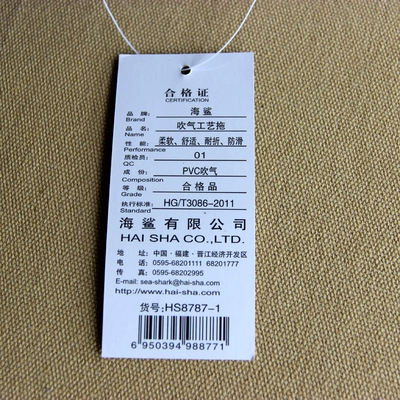 合格证
CERTIFICATION
品 牌: 海 鲨
Brand
品 名: 吹气工艺拖
Name
性 能: 柔软、舒适、耐折、防滑
Performance
质检员: 01
QC
成 份: PVC吹气
Composition
等 级: 合 格 品
Grade
执行标准: HG/T3086-2011
Standard
海鲨有限公司
HAI SHA CO.,LTD.
地 址: 中国·福建·晋江经济开发区
电 话: 0595-68201111 68201777
传 真: 0595-68202995
E-mail: sea-shark@hai-sha.com
http://www.hai-sha.com
货号:HS8787-1
6 950394 988771